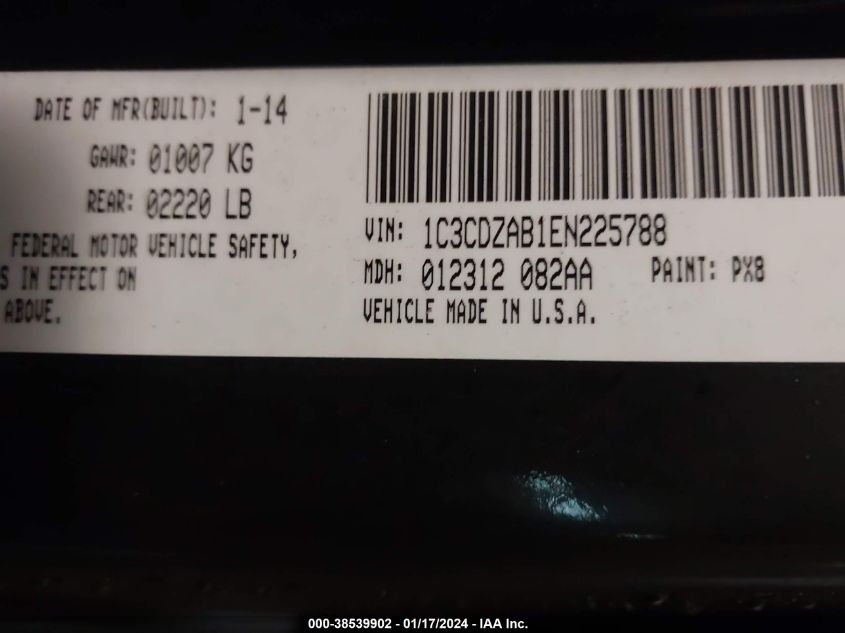 DATE OF MFR(BUILT): 1-14
GAWR: 01007 KG
REAR: 02220 LB
FEDERAL MOTOR VEHICLE SAFETY,
S IN EFFECT ON
ABOVE.
VIN: 1C3CDZAB1EN225788
MDH: 012312 082AA PAINT: PX8
VEHICLE MADE IN U.S.A.
000-38539902 - 01/17/2024 - IAA Inc.